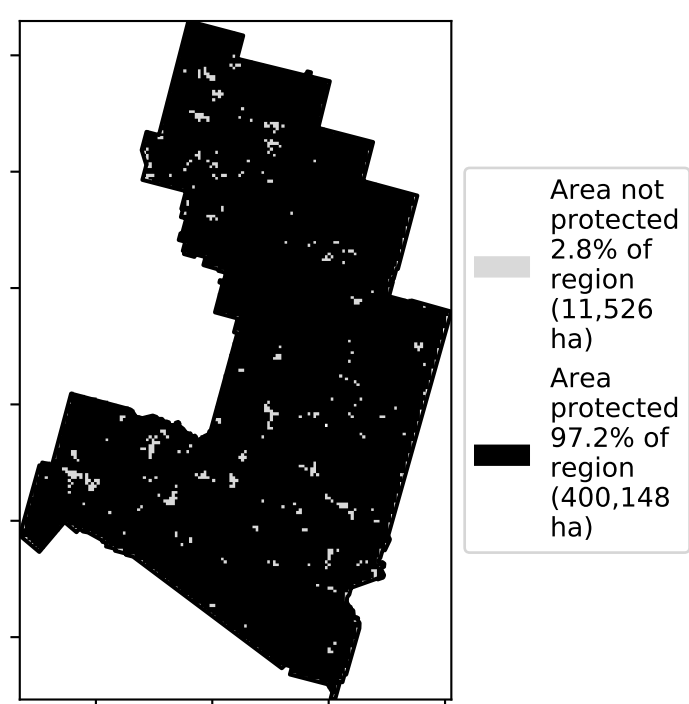 Area not
protected
2.8% of
region
(11,526
ha)
Area
protected
97.2% of
region
(400,148
ha)